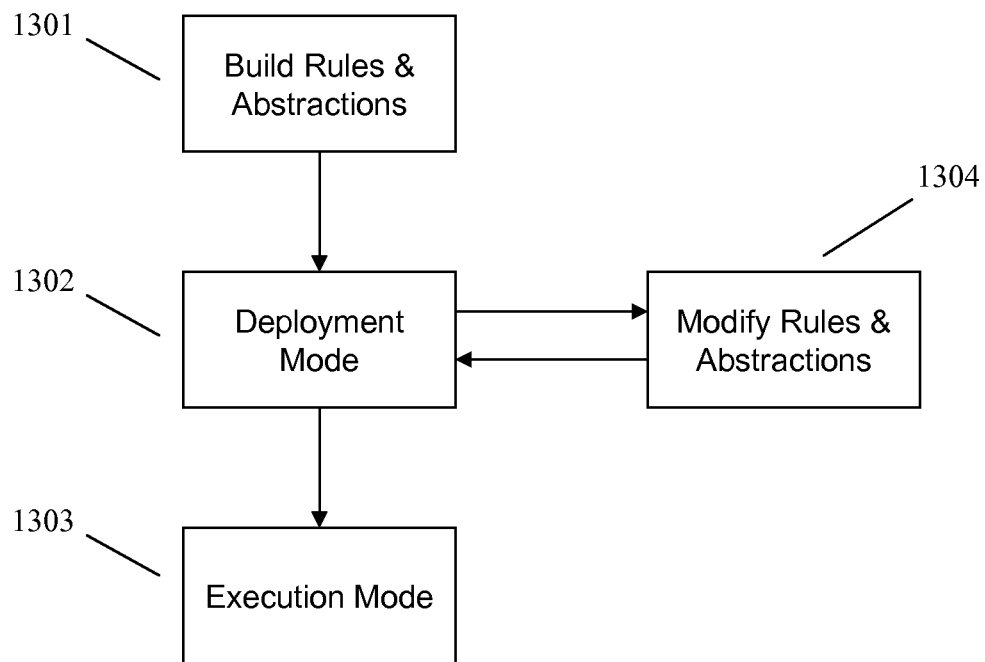 1301
Build Rules &
Abstractions
1304
1302
Deployment
Mode
Modify Rules &
Abstractions
1303
Execution Mode